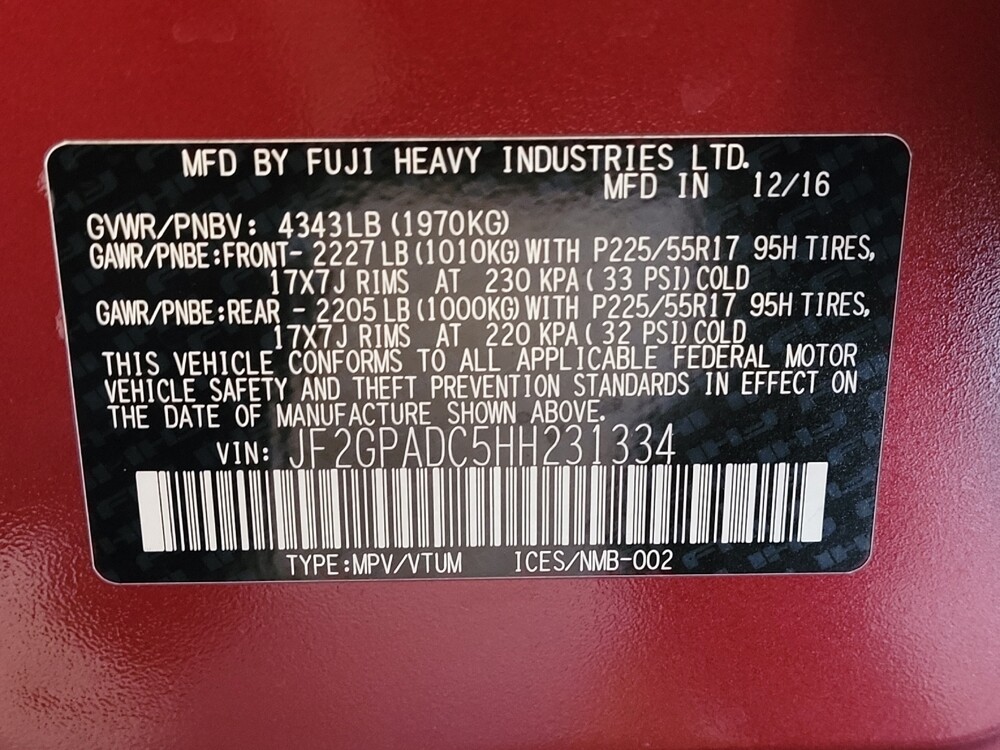 MFD BY FUJI HEAVY INDUSTRIES LTD.
MFD IN 12/16
GVWR/PNBV: 4343LB (1970KG)
GAWR/PNBE:FRONT- 2227 LB (1010KG) WITH P225/55R17 95H TIRES,
17X7J RIMS AT 230 KPA ( 33 PSI) COLD
GAWR/PNBE:REAR - 2205 LB (1000KG) WITH P225/55R17 95H TIRES,
17X7J RIMS AT 220 KPA ( 32 PSI) COLD
THIS VEHICLE CONFORMS TO ALL APPLICABLE FEDERAL MOTOR
VEHICLE SAFETY AND THEFT PREVENTION STANDARDS IN EFFECT ON
THE DATE OF MANUFACTURE SHOWN ABOVE.
VIN: JF2GPADC5HH231334
TYPE:MPV/VTUM ICES/NMB-002